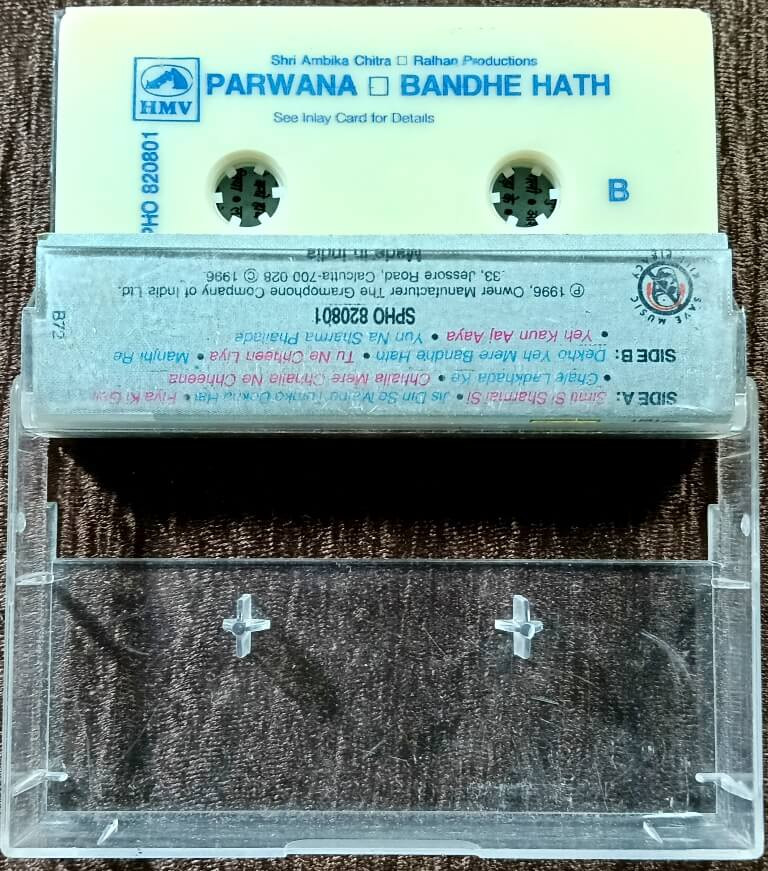 Shri Ambika Chitra □ Ralhan Productions
HMV
PARWANA □ BANDHE HATH
See Inlay Card for Details
PHO 820801
B
SIDE A: Simti Si Sharmai Si • Jis Din Se Maine Tumko Dekha Hai • Piya Ki
• Chale Ladkhada Ke • Chhalia Mere Chhalia Ne Chheena
SIDE B: Dekho Yeh Mere Bandhe Hath • Tu Ne Chheen Liya • Manjhi Re
• Yeh Kaun Aaj Aaya • Yun Na Sharma Phailade
SPHO 820801
Ⓟ 1996, Owner Manufacturer The Gramophone Company of India Ltd.
33, Jessore Road, Calcutta-700 028 © 1996
Made in India
B72
SAVE MUSIC